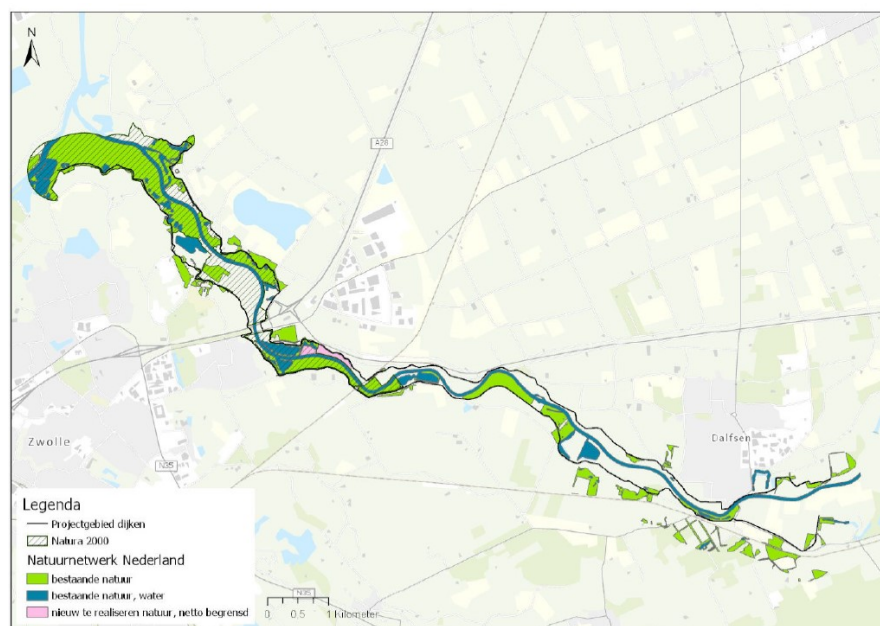 N
A28
Zwolle
Dalfsen
N35
Legenda
Projectgebied dijken
Natura 2000
Natuurnetwerk Nederland
bestaande natuur
bestaande natuur, water
nieuw te realiseren natuur, netto begrensd
N35
0 0,5 1 Kilometer